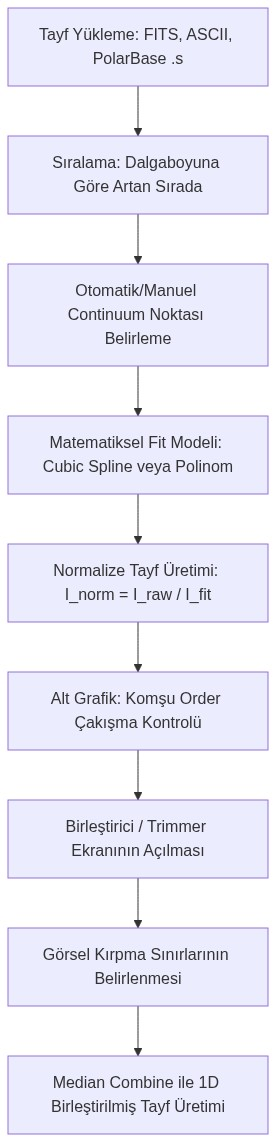 Tayf Yükleme: FITS, ASCII,
PolarBase .s
Sıralama: Dalgaboyuna
Göre Artan Sırada
Otomatik/Manuel
Continuum Noktası
Belirleme
Matematiksel Fit Modeli:
Cubic Spline veya Polinom
Normalize Tayf Üretimi:
I_norm = I_raw / I_fit
Alt Grafik: Komşu Order
Çakışma Kontrolü
Birleştirici / Trimmer
Ekranının Açılması
Görsel Kırpma Sınırlarının
Belirlenmesi
Median Combine ile 1D
Birleştirilmiş Tayf Üretimi